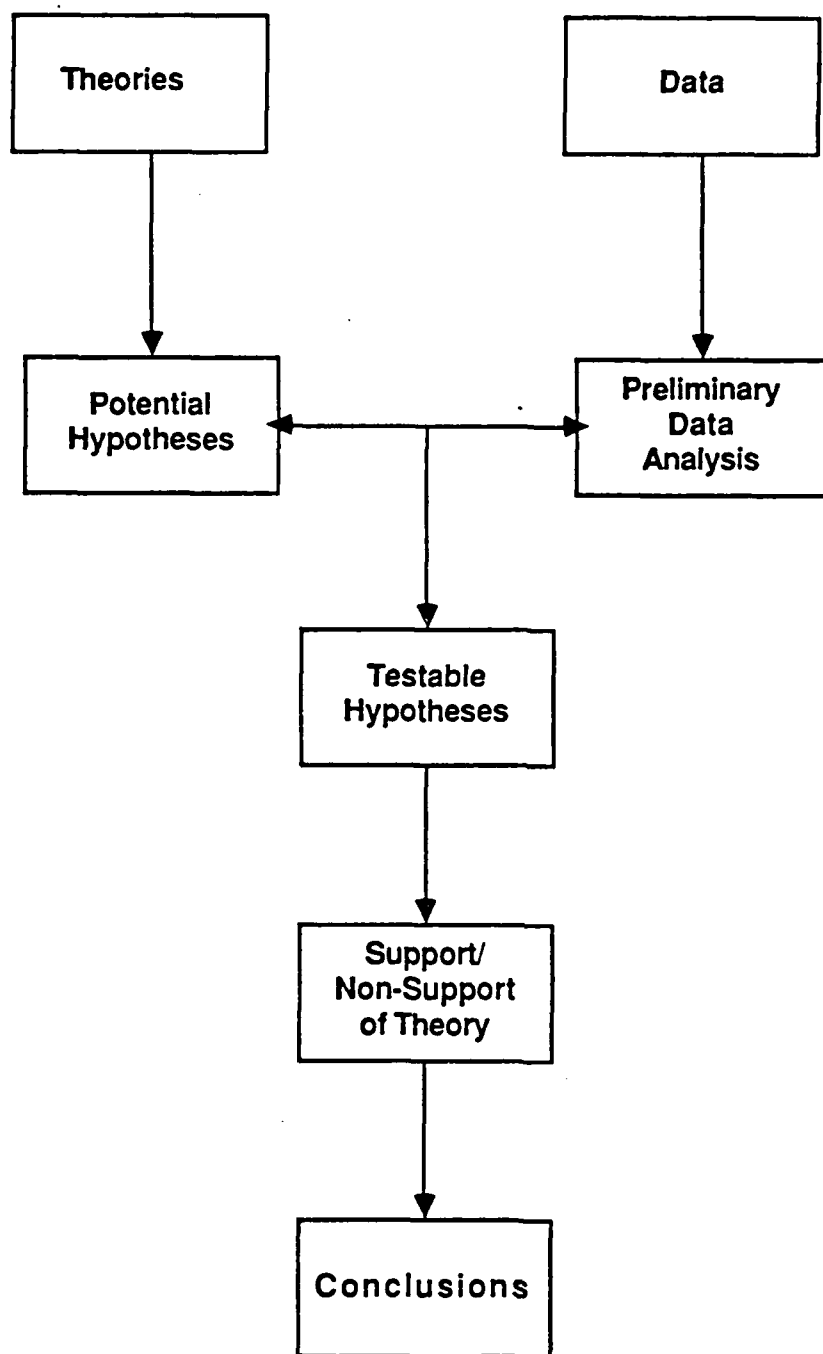 Theories
Data
Potential
Hypotheses
Preliminary
Data
Analysis
Testable
Hypotheses
Support/
Non-Support
of Theory
Conclusions